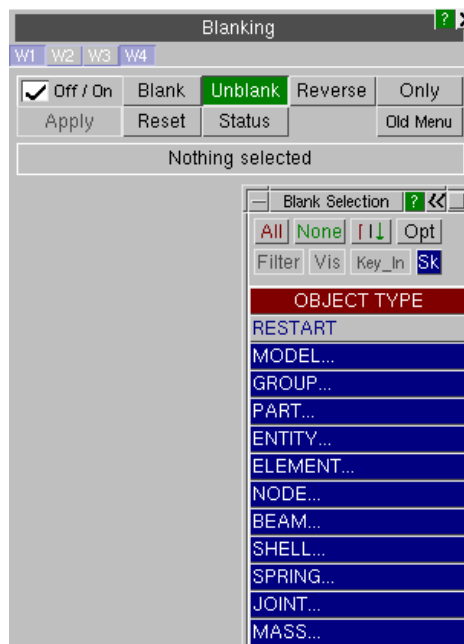 Blanking ?
W1 W2 W3 W4
Off / On Blank Unblank Reverse Only
Apply Reset Status Old Menu
Nothing selected
Blank Selection ?
All None Opt
Filter Vis Key_In Sk
OBJECT TYPE
RESTART
MODEL...
GROUP...
PART...
ENTITY...
ELEMENT...
NODE...
BEAM...
SHELL...
SPRING...
JOINT...
MASS...